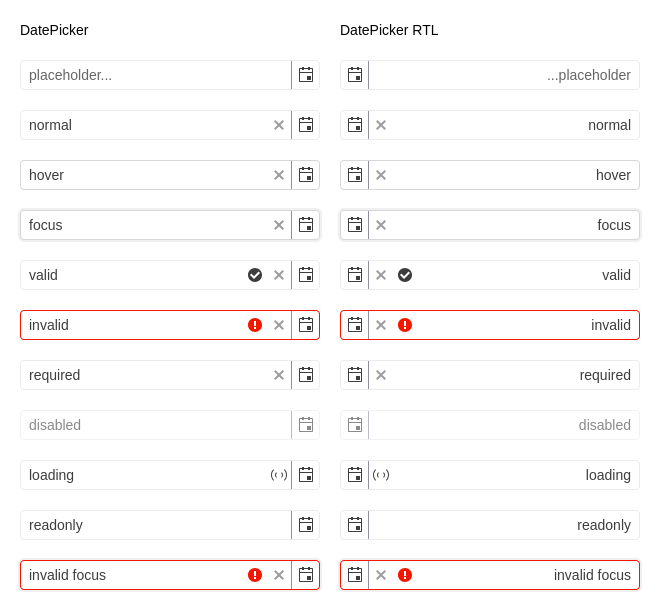 DatePicker
DatePicker RTL
placeholder...
...placeholder
normal
normal
hover
hover
focus
focus
valid
valid
invalid
invalid
required
required
disabled
disabled
loading
loading
readonly
readonly
invalid focus
invalid focus